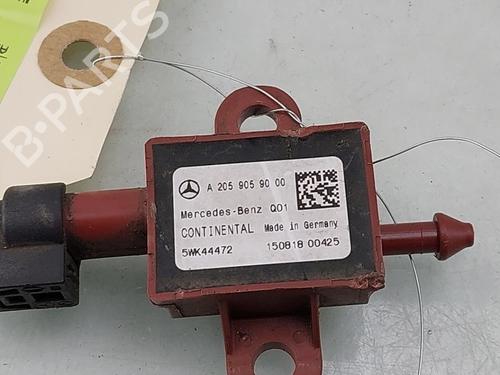 B-PARTS
A 205 905 90 00
Mercedes-Benz Q01
CONTINENTAL Made in Germany
5WK44472 150818 00425